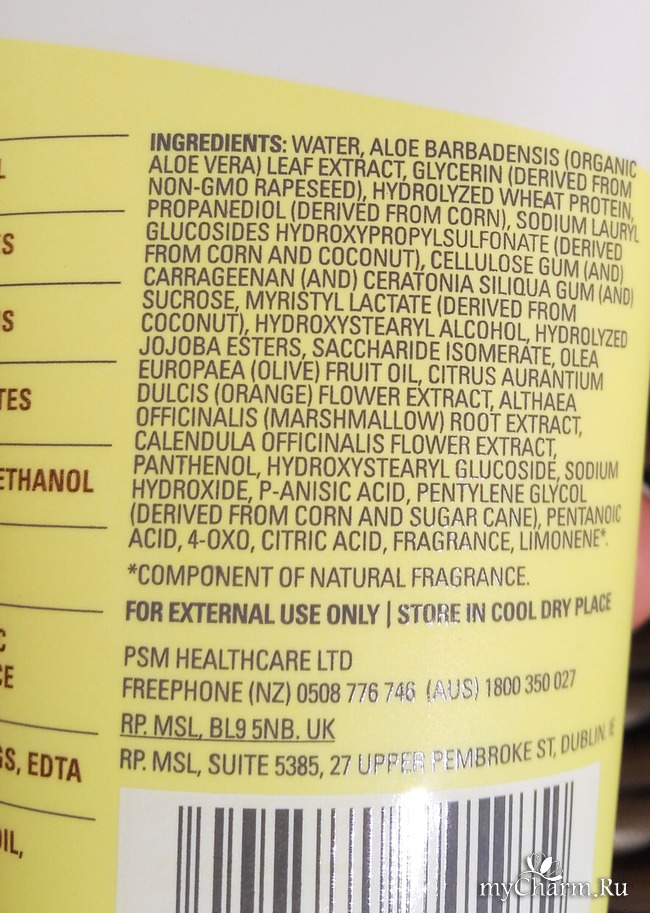 INGREDIENTS: WATER, ALOE BARBADENSIS (ORGANIC
ALOE VERA) LEAF EXTRACT, GLYCERIN (DERIVED FROM
NON-GMO RAPESEED), HYDROLYZED WHEAT PROTEIN,
PROPANEDIOL (DERIVED FROM CORN), SODIUM LAURYL
GLUCOSIDES HYDROXYPROPYLSULFONATE (DERIVED
FROM CORN AND COCONUT), CELLULOSE GUM (AND)
CARRAGEENAN (AND) CERATONIA SILIQUA GUM (AND)
SUCROSE, MYRISTYL LACTATE (DERIVED FROM
COCONUT), HYDROXYSTEARYL ALCOHOL, HYDROLYZED
JOJOBA ESTERS, SACCHARIDE ISOMERATE, OLEA
EUROPAEA (OLIVE) FRUIT OIL, CITRUS AURANTIUM
DULCIS (ORANGE) FLOWER EXTRACT, ALTHAEA
OFFICINALIS (MARSHMALLOW) ROOT EXTRACT,
CALENDULA OFFICINALIS FLOWER EXTRACT,
PANTHENOL, HYDROXYSTEARYL GLUCOSIDE, SODIUM
HYDROXIDE, P-ANISIC ACID, PENTYLENE GLYCOL
(DERIVED FROM CORN AND SUGAR CANE), PENTANOIC
ACID, 4-OXO, CITRIC ACID, FRAGRANCE, LIMONENE*.
*COMPONENT OF NATURAL FRAGRANCE.
FOR EXTERNAL USE ONLY | STORE IN COOL DRY PLACE
PSM HEALTHCARE LTD
FREEPHONE (NZ) 0508 776 746 (AUS) 1800 350 027
RP. MSL, BL9 5NB. UK
RP. MSL, SUITE 5385, 27 UPPER PEMBROKE ST, DUBLIN. IE
ETHANOL
EDTA
myCharm.Ru